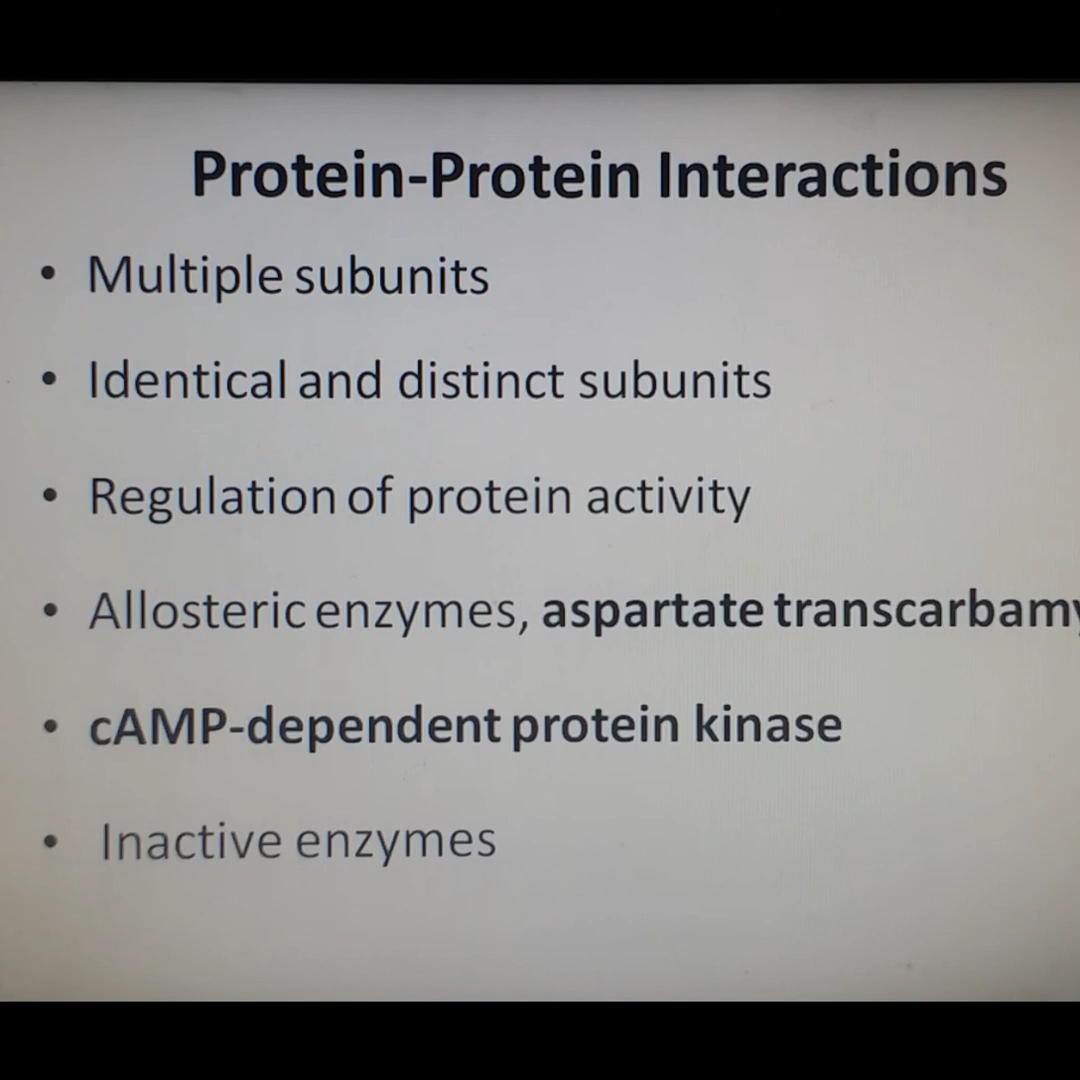 Protein-Protein Interactions
• Multiple subunits
• Identical and distinct subunits
• Regulation of protein activity
• Allosteric enzymes, aspartate transcarbamy
• cAMP-dependent protein kinase
• Inactive enzymes